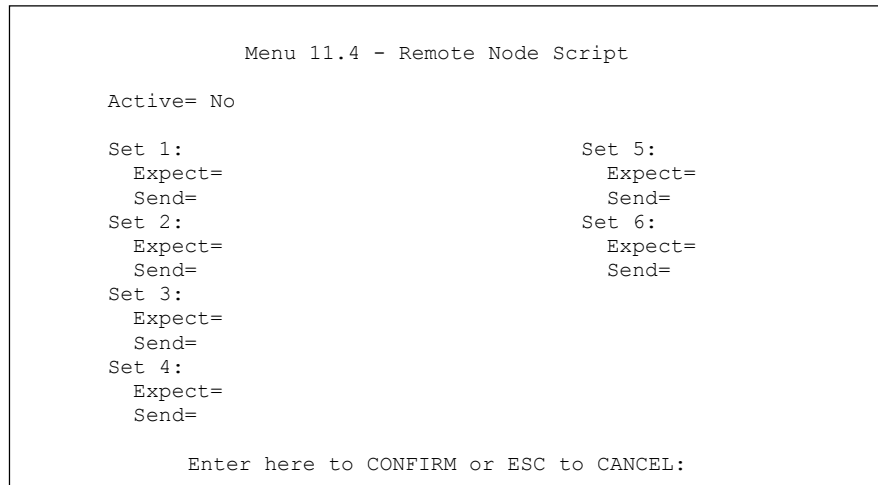 Menu 11.4 - Remote Node Script
Active= No
Set 1:
Expect=
Send=
Set 2:
Expect=
Send=
Set 3:
Expect=
Send=
Set 4:
Expect=
Send=
Set 5:
Expect=
Send=
Set 6:
Expect=
Send=
Enter here to CONFIRM or ESC to CANCEL: